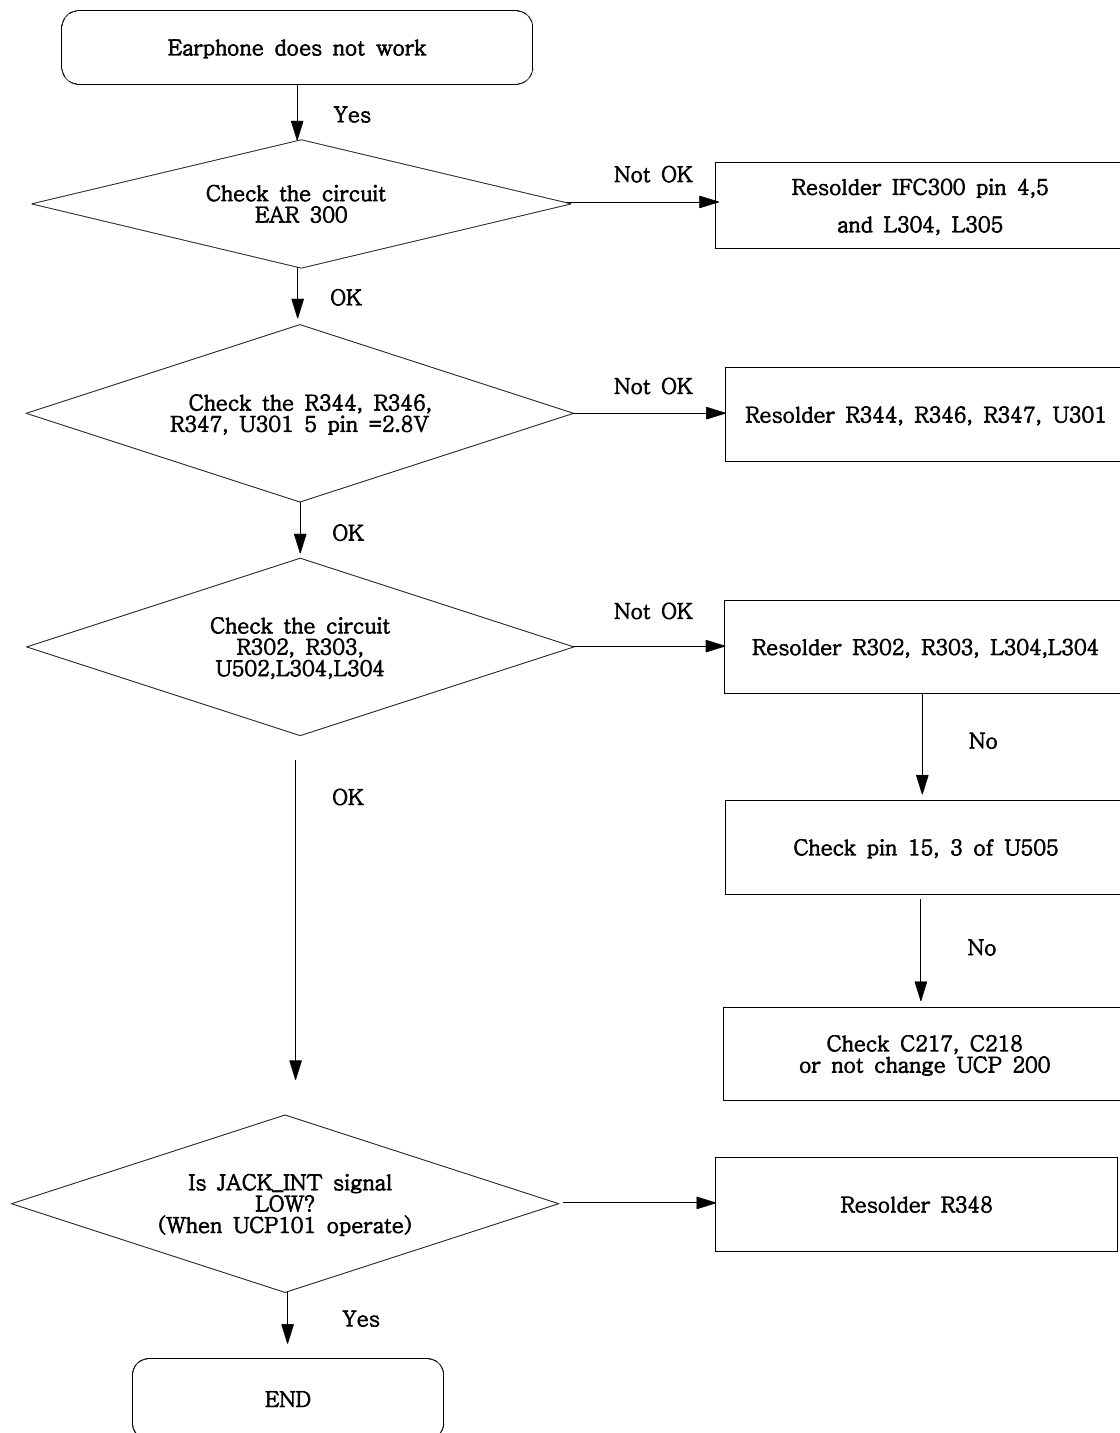 Earphone does not work
Yes
Check the circuit
EAR 300
Not OK
Resolder IFC300 pin 4,5
and L304, L305
OK
Check the R344, R346,
R347, U301 5 pin =2.8V
Not OK
Resolder R344, R346, R347, U301
OK
Check the circuit
R302, R303,
U502,L304,L304
Not OK
Resolder R302, R303, L304,L304
No
OK
Check pin 15, 3 of U505
No
Check C217, C218
or not change UCP 200
Is JACK_INT signal
LOW?
(When UCP101 operate)
Resolder R348
Yes
END